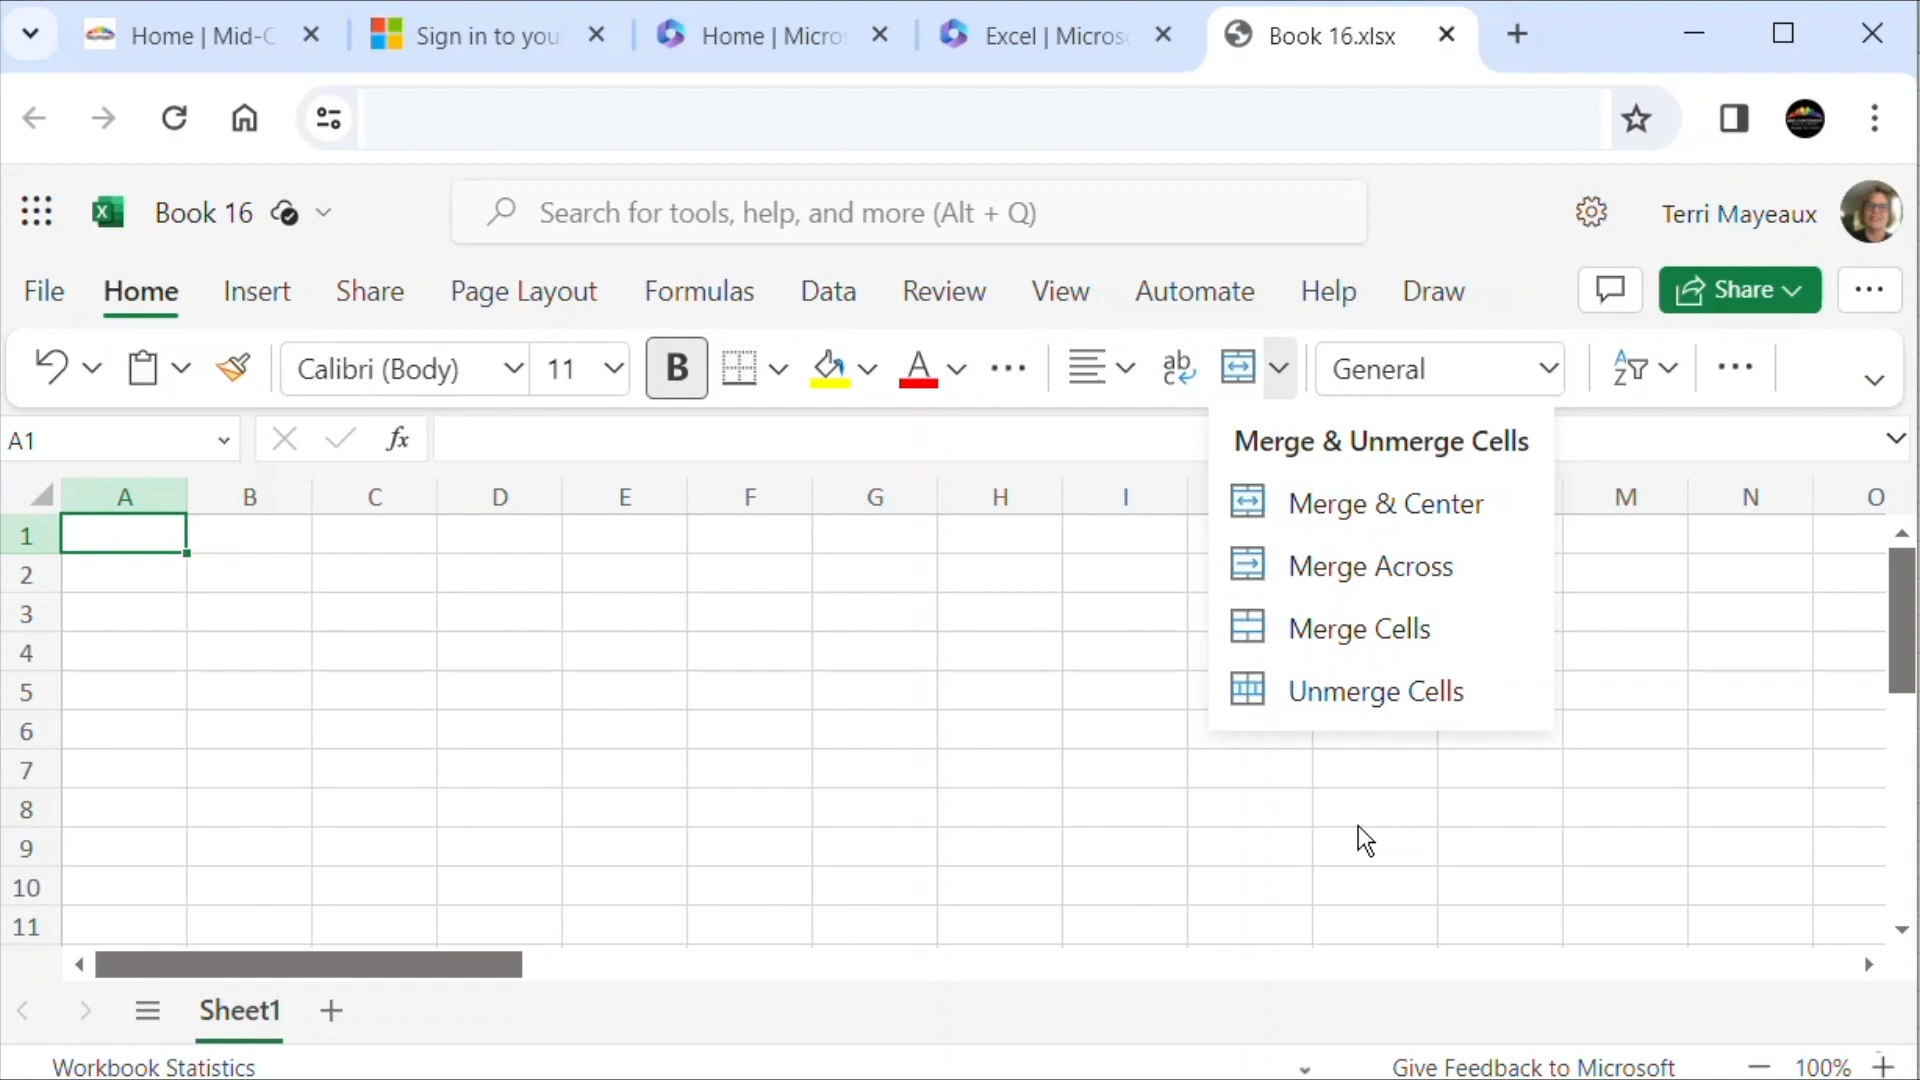 Home | Mid-C
Sign in to you
Home | Micro
Excel | Micros
Book 16.xlsx
Book 16
Search for tools, help, and more (Alt + Q)
Terri Mayeaux
File Home Insert Share Page Layout Formulas Data Review View Automate Help Draw
Share
Calibri (Body) 11 B A ab c General A Z
A1 fx
Merge & Unmerge Cells
Merge & Center
Merge Across
Merge Cells
Unmerge Cells
A B C D E F G H I M N O
1
2
3
4
5
6
7
8
9
10
11
Sheet1
Workbook Statistics
Give Feedback to Microsoft
100%